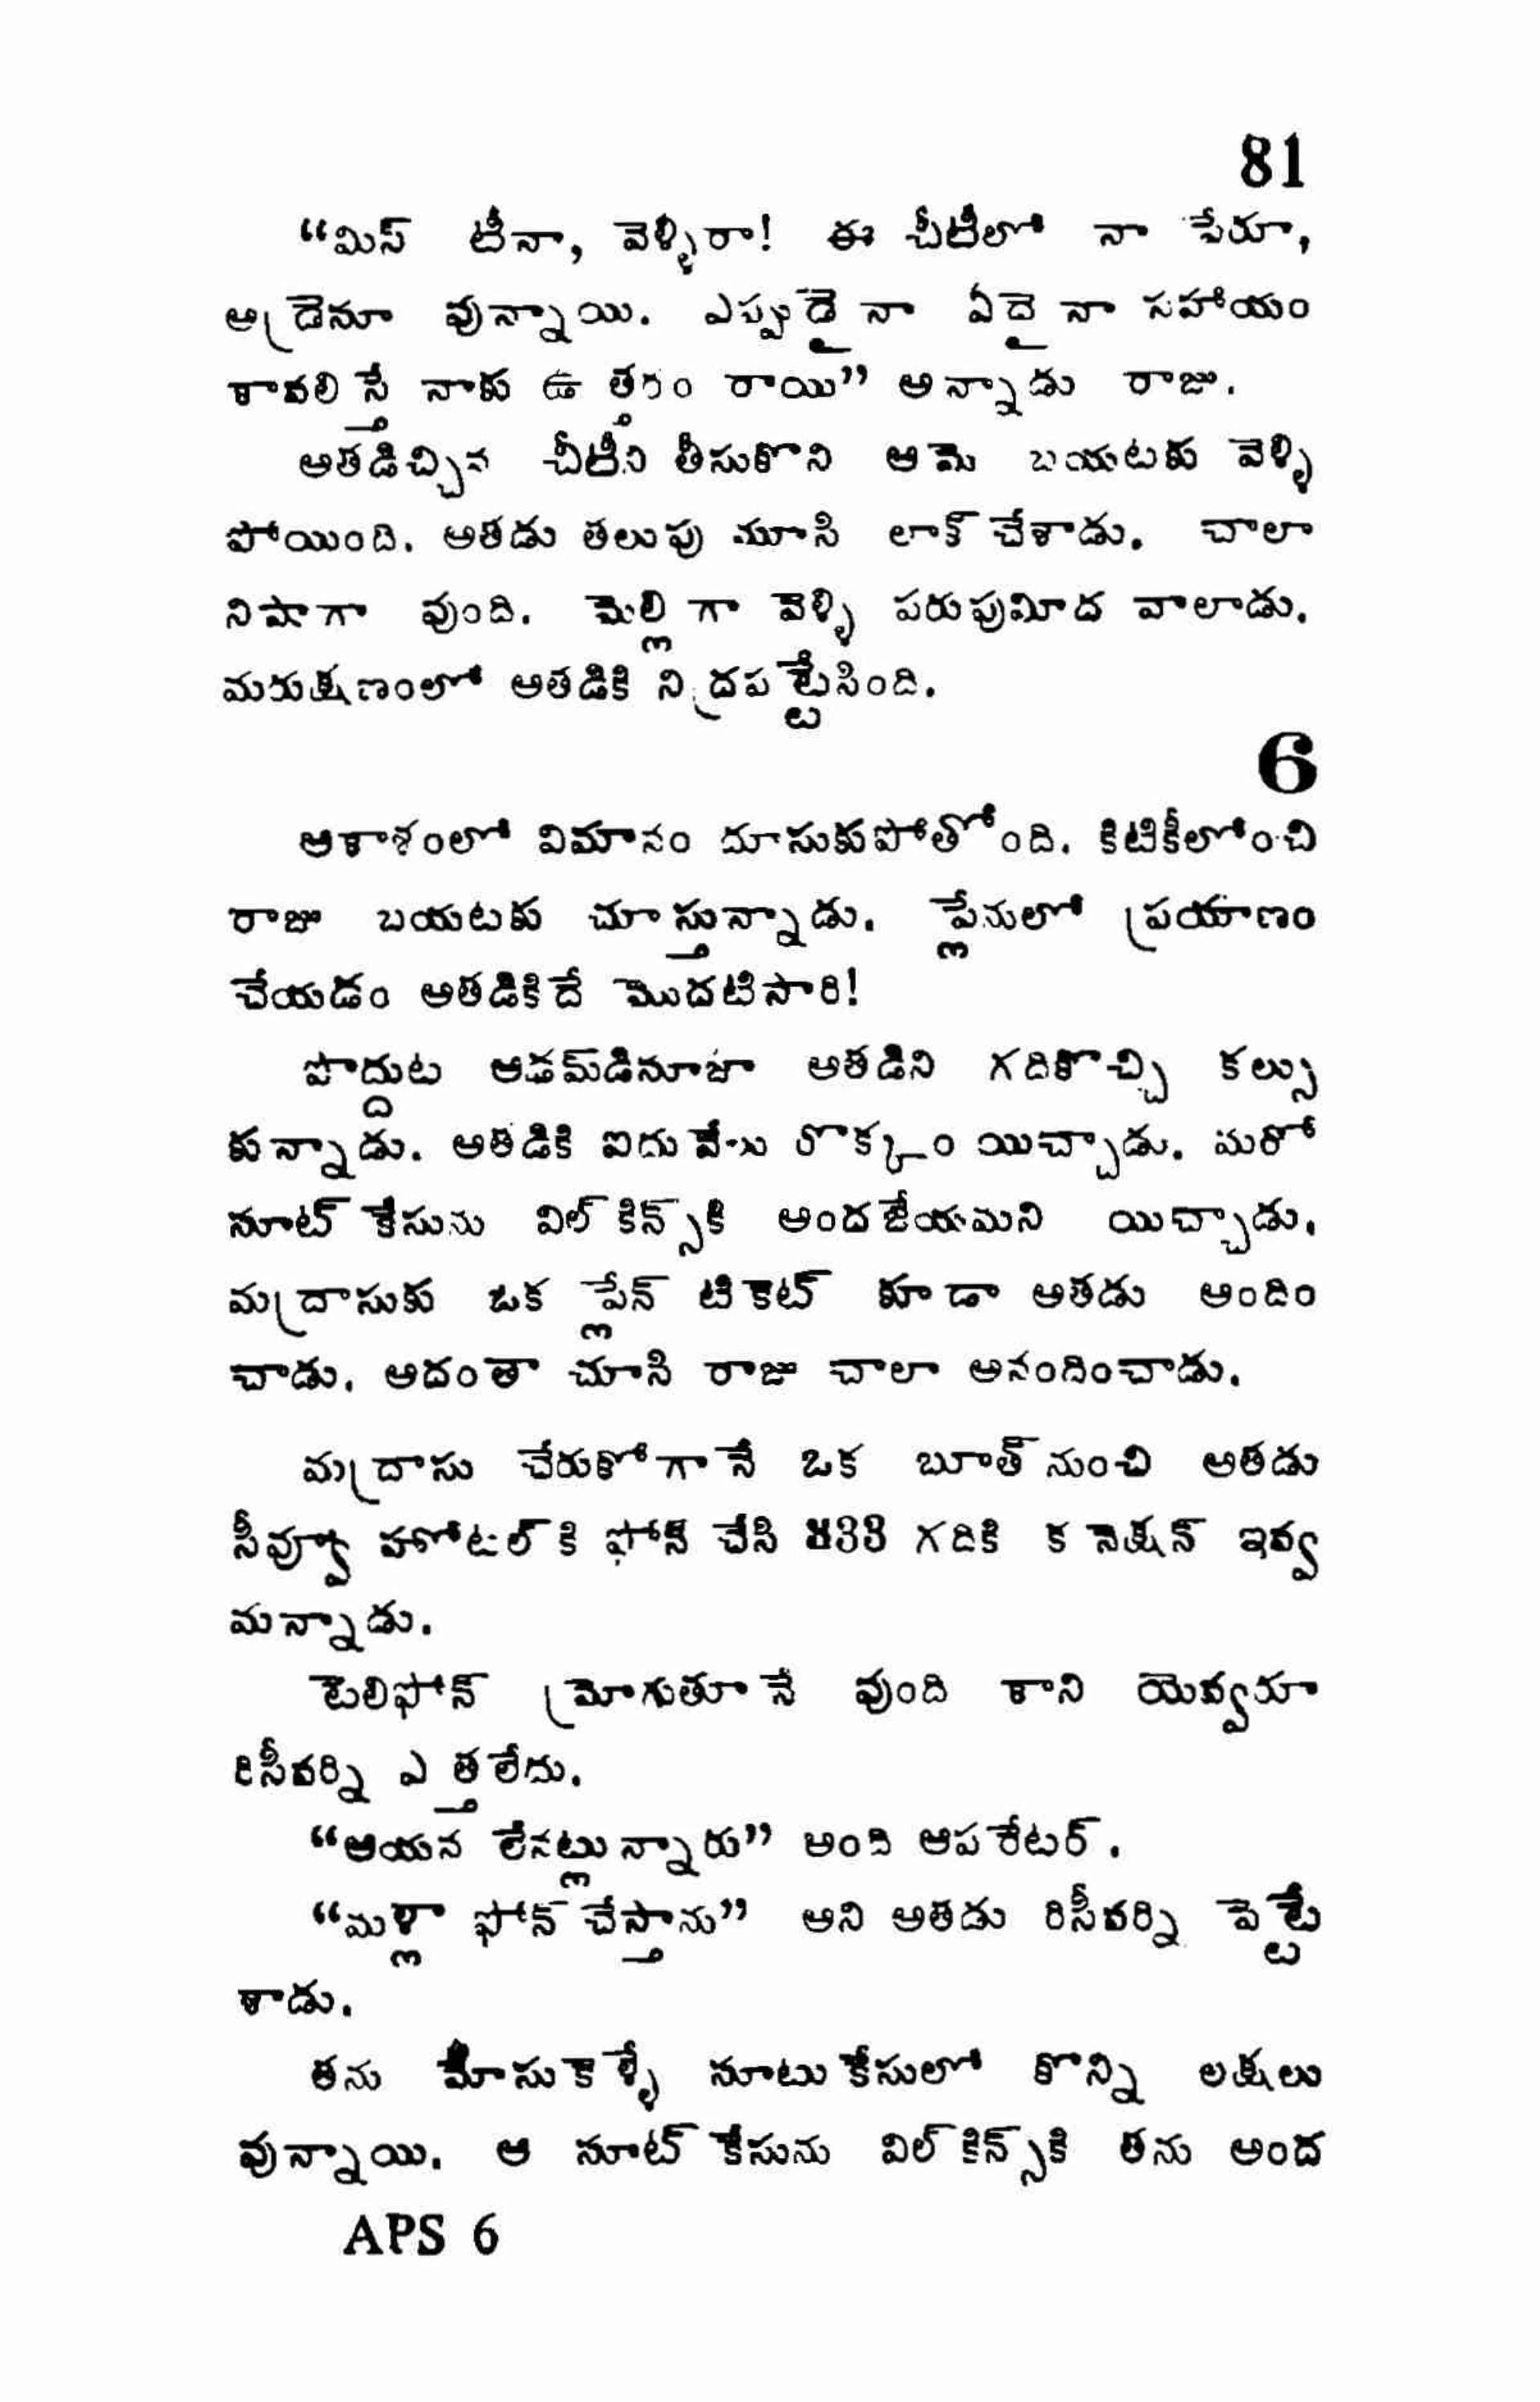 81
“మిస్ టీనా, వెళ్ళిరా! ఈ చీటీలో నా పేరూ,
అడ్రెసూ వున్నాయి. ఎప్పుడైనా ఏదైనా సహాయం
కావలిస్తే నాకు ఉత్తరం రాయి” అన్నాడు రాజు.
అతడిచ్చిన చీటీని తీసుకొని ఆమె బయటకు వెళ్ళి
పోయింది. అతడు తలుపు మూసి లాక్ చేశాడు. చాలా
నిషాగా వుంది. మెల్లిగా వెళ్ళి పరుపుమీద వాలాడు.
మరుక్షణంలో అతడికి నిద్రపట్టేసింది.
6
ఆకాశంలో విమానం దూసుకుపోతోంది. కిటికీలోంచి
రాజు బయటకు చూస్తున్నాడు. ప్లేనులో ప్రయాణం
చేయడం అతడికిదే మొదటిసారి!
పొద్దుట ఆడమ్‌డిసూజా అతడిని గదికొచ్చి కల్సు
కున్నాడు. అతడికి ఐదువేలు రొక్కం యిచ్చాడు. మరో
సూట్ కేసును విల్ కిన్స్‌కి అందజేయమని యిచ్చాడు.
మద్రాసుకు ఒక ప్లేన్ టికెట్ కూడా అతడు అందిం
చాడు. అదంతా చూసి రాజు చాలా ఆనందించాడు.
మద్రాసు చేరుకోగానే ఒక బూత్ నుంచి అతడు
సీవ్యూ హోటల్ కి ఫోన్ చేసి 333 గదికి కనెక్షన్ ఇవ్వ
మన్నాడు.
టెలిఫోన్ మ్రోగుతూనే వుంది కాని యెవ్వరూ
రిసీవర్ని ఎత్తలేదు.
“ఆయన లేనట్లున్నారు” అంది ఆపరేటర్.
“మళ్లా ఫోన్ చేస్తాను” అని అతడు రిసీవర్ని పెట్టే
శాడు.
తను మోసుకెళ్ళే సూటుకేసులో కొన్ని లక్షలు
వున్నాయి. ఆ సూట్ కేసును విల్ కిన్స్‌కి తను అంద
APS 6